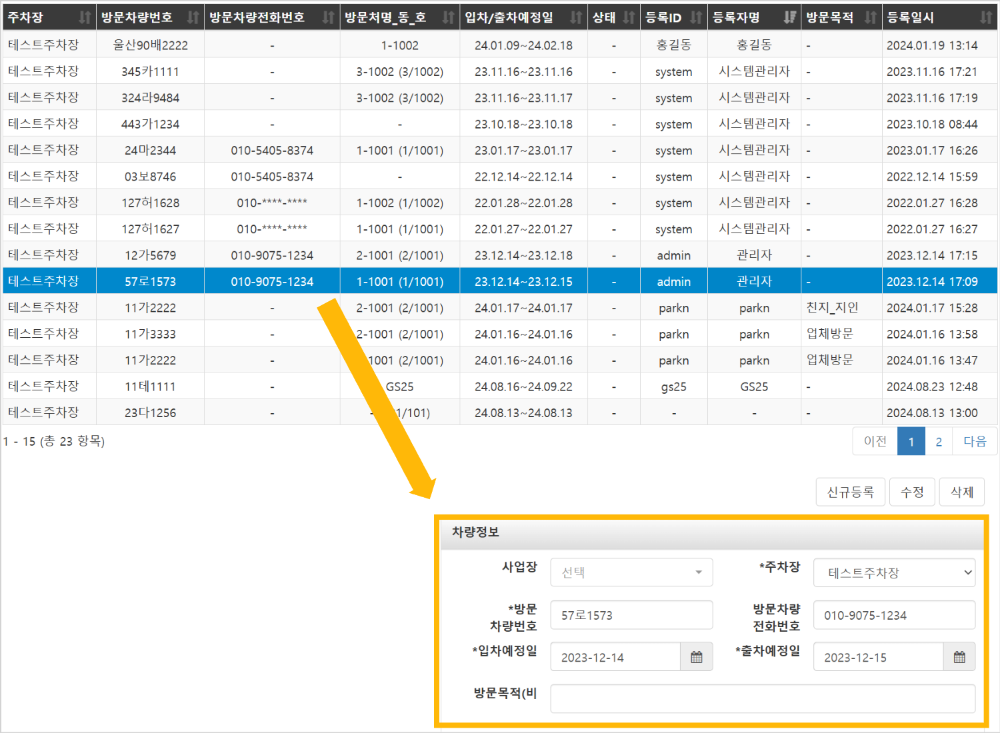 주차장 방문차량번호 방문차량전화번호 방문처명_동_호 입차/출차예정일 상태 등록ID 등록자명 방문목적 등록일시
테스트주차장 울산90배2222 - 1-1002 24.01.09~24.02.18 - 홍길동 홍길동 - 2024.01.19 13:14
테스트주차장 345카1111 - 3-1002 (3/1002) 23.11.16~23.11.16 - system 시스템관리자 - 2023.11.16 17:21
테스트주차장 324라9484 - 3-1002 (3/1002) 23.11.16~23.11.17 - system 시스템관리자 - 2023.11.16 17:19
테스트주차장 443가1234 - - 23.10.18~23.10.18 - system 시스템관리자 - 2023.10.18 08:44
테스트주차장 24마2344 010-5405-8374 1-1001 (1/1001) 23.01.17~23.01.17 - system 시스템관리자 - 2023.01.17 16:26
테스트주차장 03보8746 010-5405-8374 - 22.12.14~22.12.14 - system 시스템관리자 - 2022.12.14 15:59
테스트주차장 127허1628 010-****-**** 1-1002 (1/1002) 22.01.28~22.01.28 - system 시스템관리자 - 2022.01.27 16:28
테스트주차장 127허1627 010-****-**** 1-1001 (1/1001) 22.01.27~22.01.27 - system 시스템관리자 - 2022.01.27 16:27
테스트주차장 12가5679 010-9075-1234 2-1001 (2/1001) 23.12.14~23.12.18 - admin 관리자 - 2023.12.14 17:15
테스트주차장 57로1573 010-9075-1234 1-1001 (1/1001) 23.12.14~23.12.15 - admin 관리자 - 2023.12.14 17:09
테스트주차장 11가2222 - 2-1001 (2/1001) 24.01.17~24.01.17 - parkn parkn 친지_지인 2024.01.17 15:28
테스트주차장 11가3333 - 2-1001 (2/1001) 24.01.16~24.01.16 - parkn parkn 업체방문 2024.01.16 13:58
테스트주차장 11가2222 - 1001 (2/1001) 24.01.16~24.01.16 - parkn parkn 업체방문 2024.01.16 13:47
테스트주차장 11테1111 - GS25 24.08.16~24.09.22 - gs25 GS25 - 2024.08.23 12:48
테스트주차장 23다1256 - - 1/101) 24.08.13~24.08.13 - - - - 2024.08.13 13:00
1 - 15 (총 23 항목)
이전 1 2 다음
신규등록 수정 삭제
차량정보
사업장 선택 *주차장 테스트주차장
*방문
차량번호 57로1573
방문차량
전화번호 010-9075-1234
*입차예정일 2023-12-14 *출차예정일 2023-12-15
방문목적(비